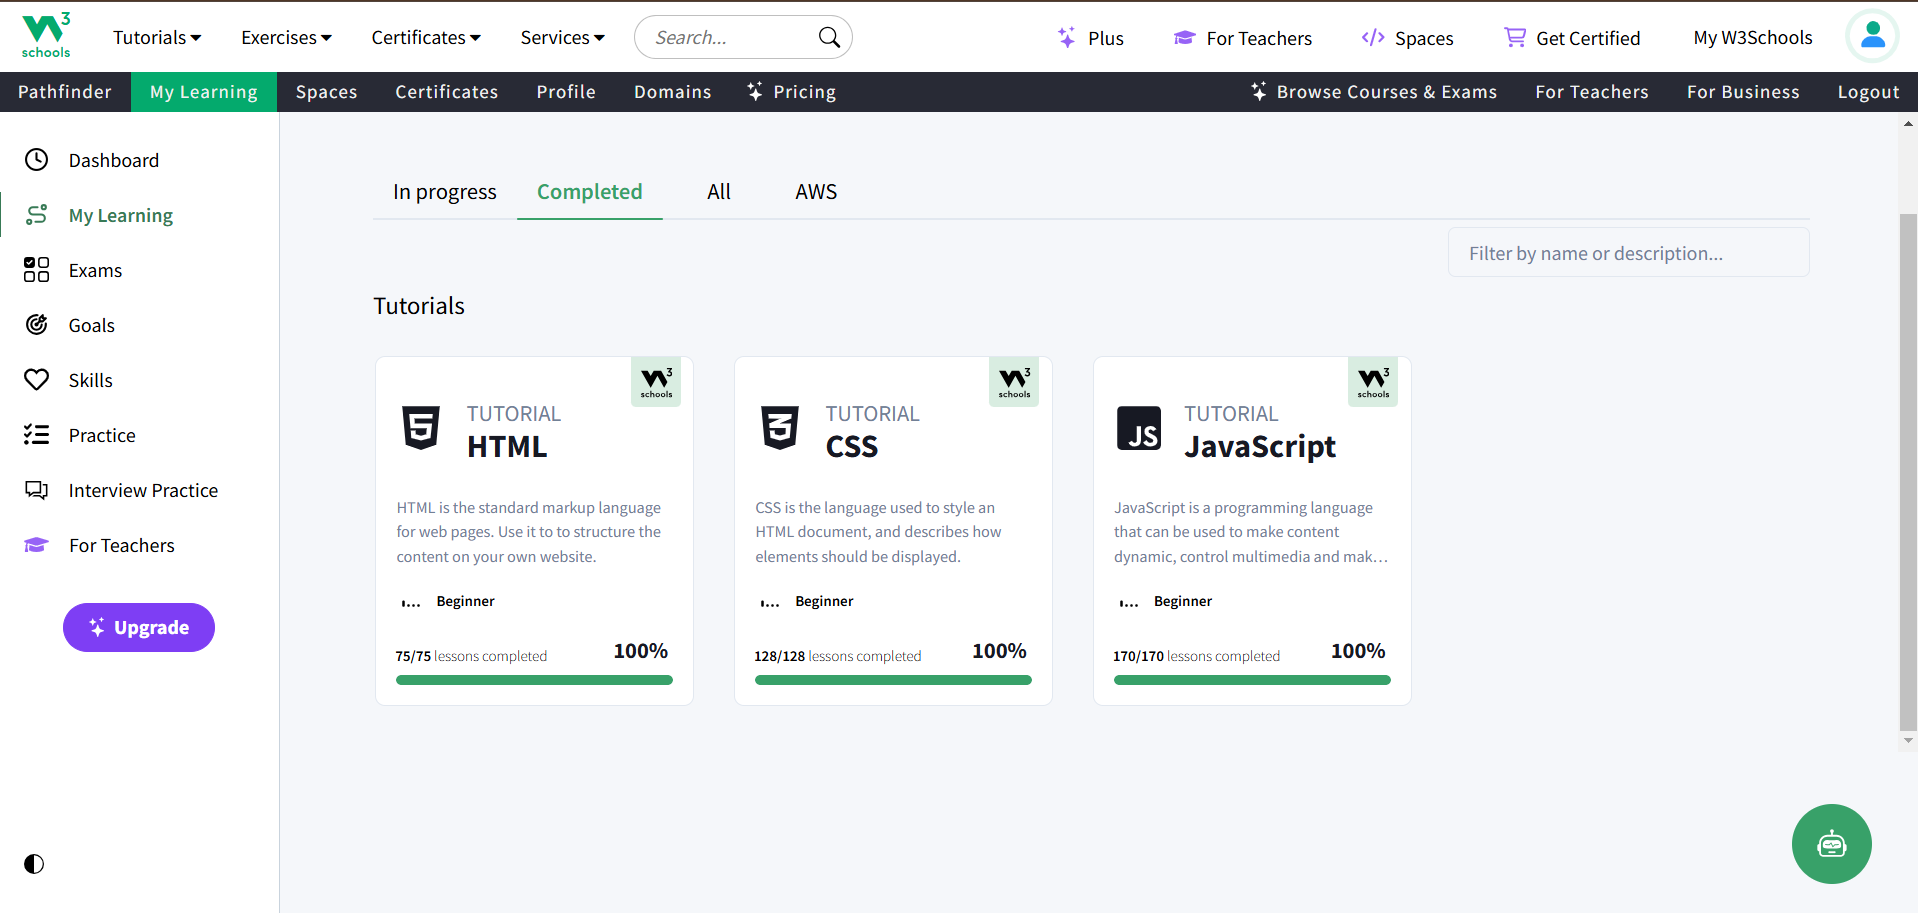 3
schools
Tutorials
Exercises
Certificates
Services
Search...
Plus
For Teachers
Spaces
Get Certified
My W3Schools
Pathfinder
My Learning
Spaces
Certificates
Profile
Domains
Pricing
Browse Courses & Exams
For Teachers
For Business
Logout
Dashboard
My Learning
Exams
Goals
Skills
Practice
Interview Practice
For Teachers
Upgrade
In progress
Completed
All
AWS
Filter by name or description...
Tutorials
3
schools
5
TUTORIAL
HTML
HTML is the standard markup language
for web pages. Use it to to structure the
content on your own website.
Beginner
75/75 lessons completed
100%
3
schools
3
TUTORIAL
CSS
CSS is the language used to style an
HTML document, and describes how
elements should be displayed.
Beginner
128/128 lessons completed
100%
3
schools
JS
TUTORIAL
JavaScript
JavaScript is a programming language
that can be used to make content
dynamic, control multimedia and mak...
Beginner
170/170 lessons completed
100%